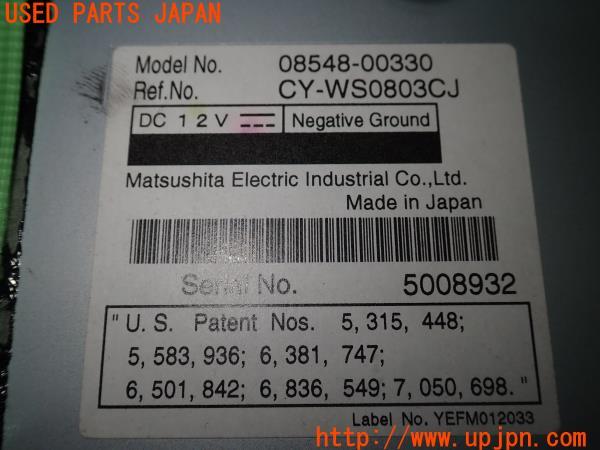 USED PARTS JAPAN
Model No. 08548-00330
Ref.No. CY-WS0803CJ
DC 12V Negative Ground
Matsushita Electric Industrial Co.,Ltd.
Made in Japan
Serial No. 5008932
"U.S. Patent Nos. 5,315,448;
5,583,936; 6,381,747;
6,501,842; 6,836,549; 7,050,698."
Label No. YEFM012033
http://www.upjpn.com/